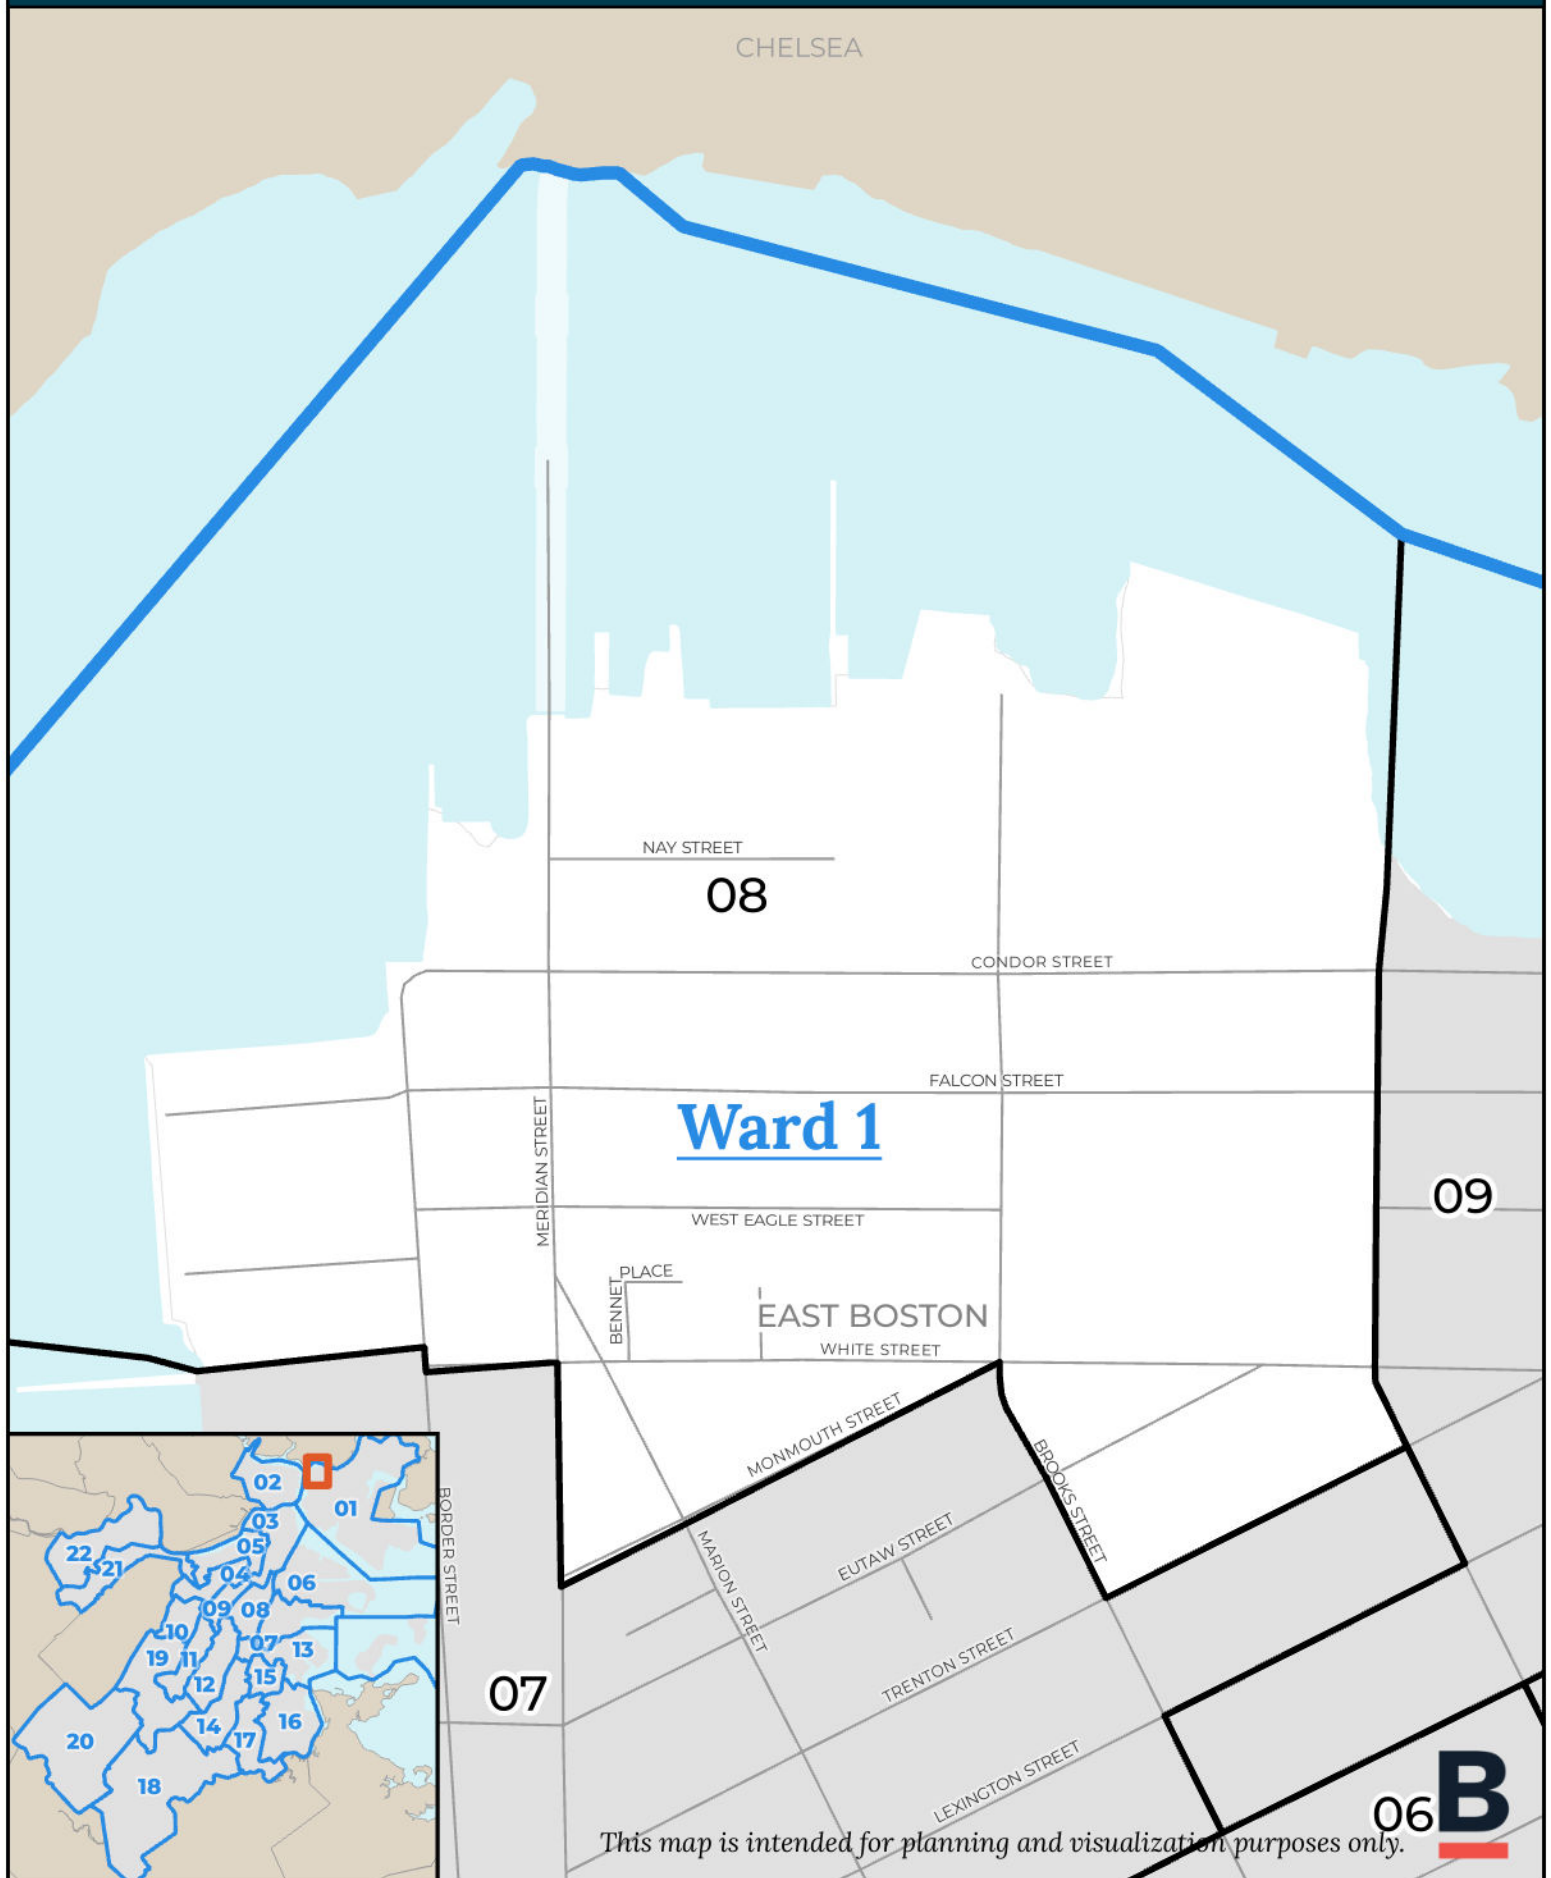 CHELSEA
NAY STREET
08
CONDOR STREET
FALCON STREET
Ward 1
MERIDIAN STREET
09
WEST EAGLE STREET
BENNET PLACE
EAST BOSTON
WHITE STREET
MONMOUTH STREET
BROOKS STREET
EUTAW STREET
MARION STREET
TRENTON STREET
BORDER STREET
07
LEXINGTON STREET
06
B
This map is intended for planning and visualization purposes only.
02
01
03
05
22
21
04
06
09
08
10
07
13
19
11
12
15
14
16
17
20
18